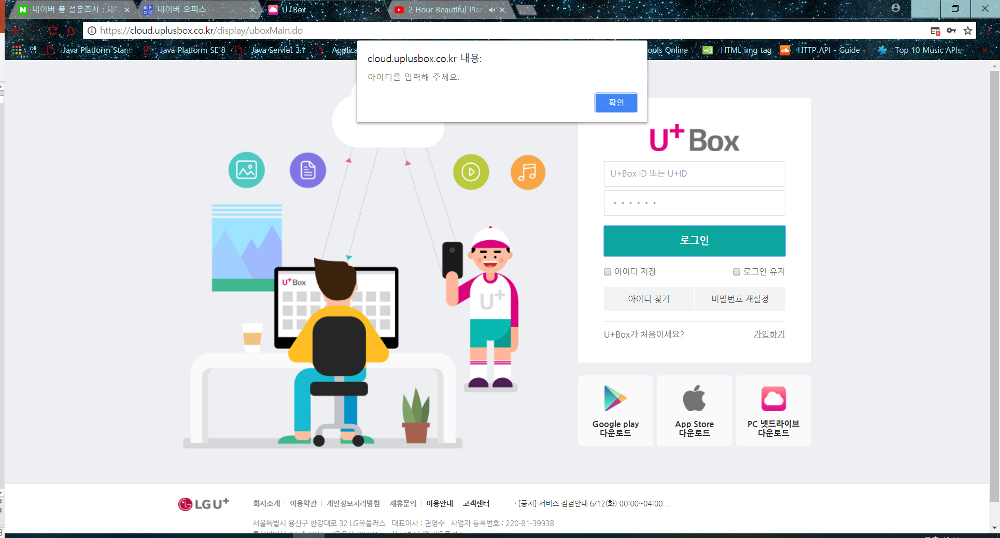 네이버 폼 설문조사 : 네
네이버 오피스
U+Box
2 Hour Beautiful Pian
https://cloud.uplusbox.co.kr/display/uboxMain.do
앱
Java Platform Stand
Java Platform SE 8
Java Servlet 3.1
Applica
ools Online
HTML img tag
HTTP API - Guide
Top 10 Music APIs
»
cloud.uplusbox.co.kr 내용:
아이디를 입력해 주세요.
확인
U+ Box
U+Box ID 또는 U+ID
로그인
아이디 저장
로그인 유지
아이디 찾기
비밀번호 재설정
U+Box가 처음이세요?
가입하기
U+Box
U+
Google play
다운로드
App Store
다운로드
PC 넷드라이브
다운로드
LG U+
회사소개 | 이용약관 | 개인정보처리방침 | 제휴문의 | 이용안내 | 고객센터
· [공지] 서비스 점검안내 6/12(화) 00:00~04:00...
서울특별시 용산구 한강대로 32 LG유플러스 대표이사 : 권영수 사업자 등록번호 : 220-81-39938